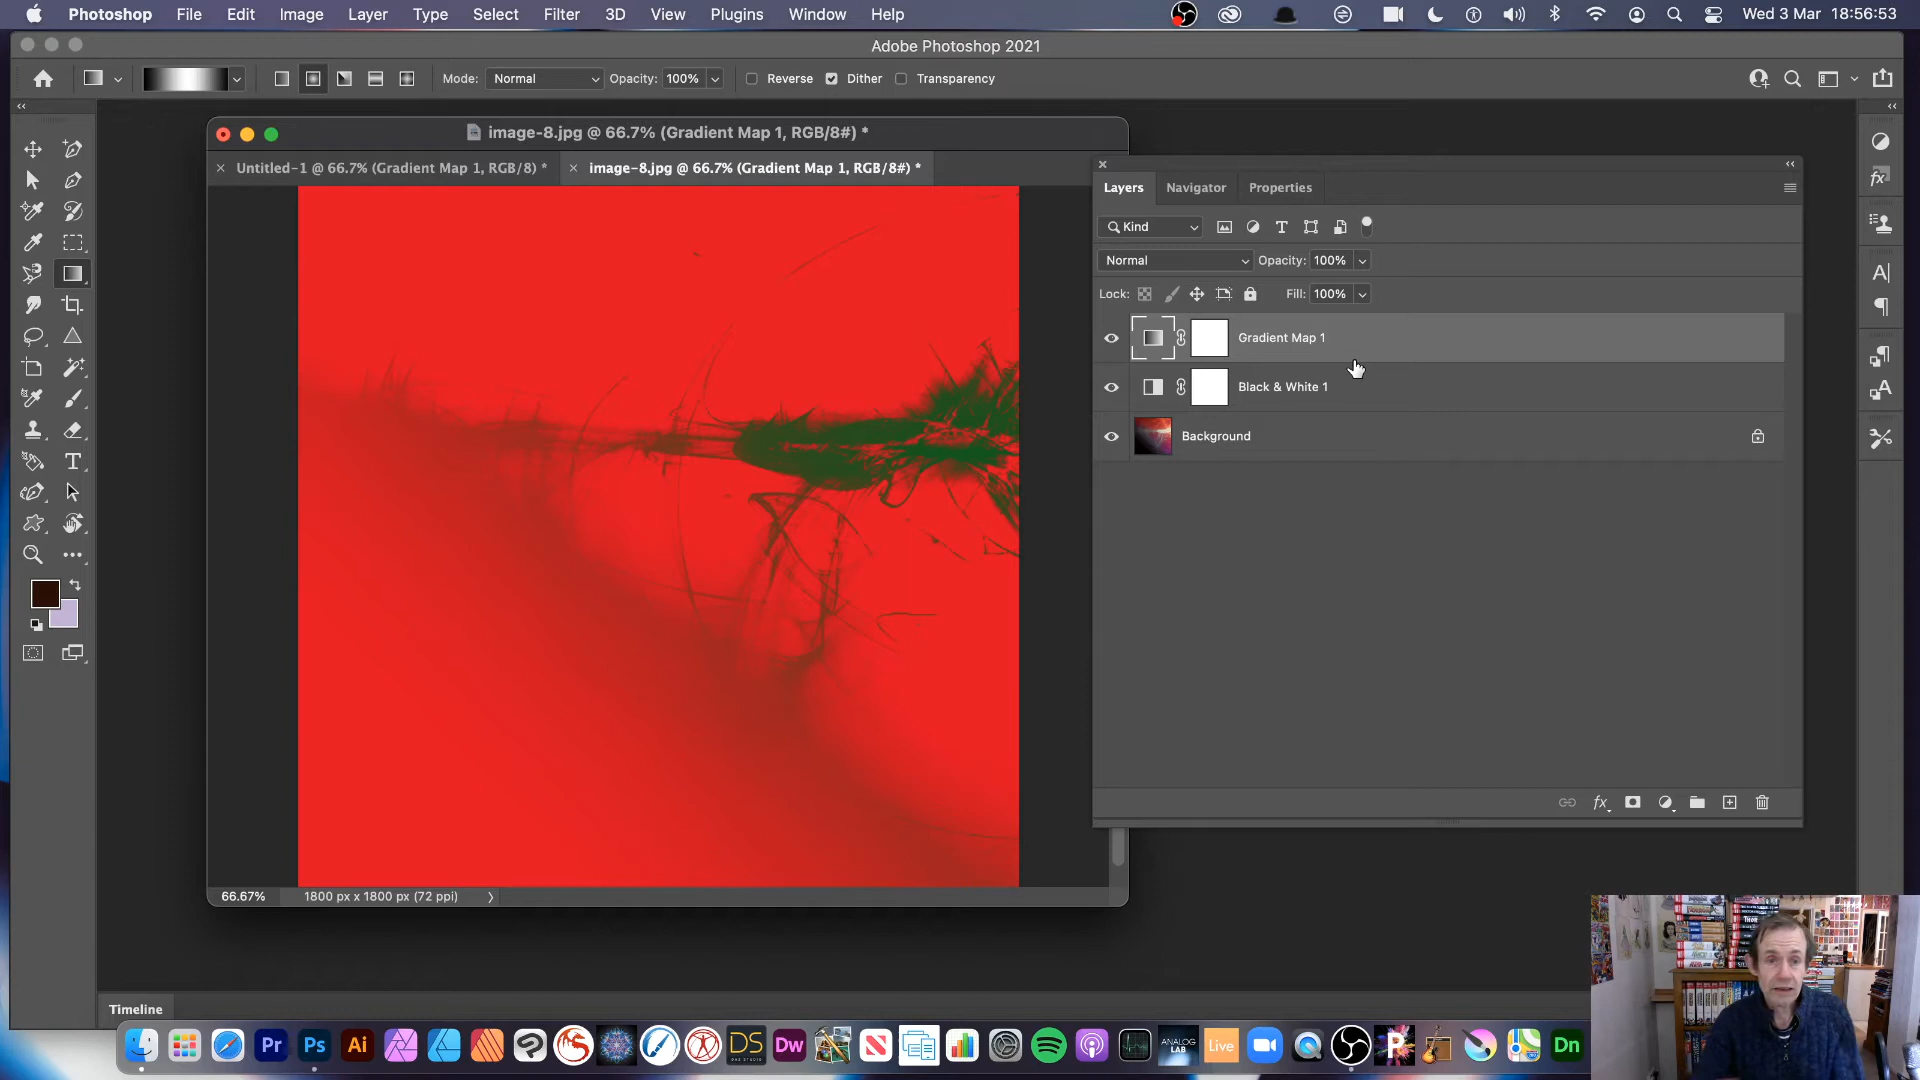 Photoshop File Edit Image Layer Type Select Filter 3D View Plugins Window Help Wed 3 Mar 18:56:53
Adobe Photoshop 2021
Mode: Normal Opacity: 100% Reverse Dither Transparency
image-8.jpg @ 66.7% (Gradient Map 1, RGB/8#) *
Untitled-1 @ 66.7% (Gradient Map 1, RGB/8) * image-8.jpg @ 66.7% (Gradient Map 1, RGB/8#) *
Layers Navigator Properties
Kind
Normal Opacity: 100%
Lock: Fill: 100%
Gradient Map 1
Black & White 1
Background
66.67% 1800 px x 1800 px (72 ppi)
Timeline
Pr Ps Ai DS Dw ANALOG LAB Live P Dn